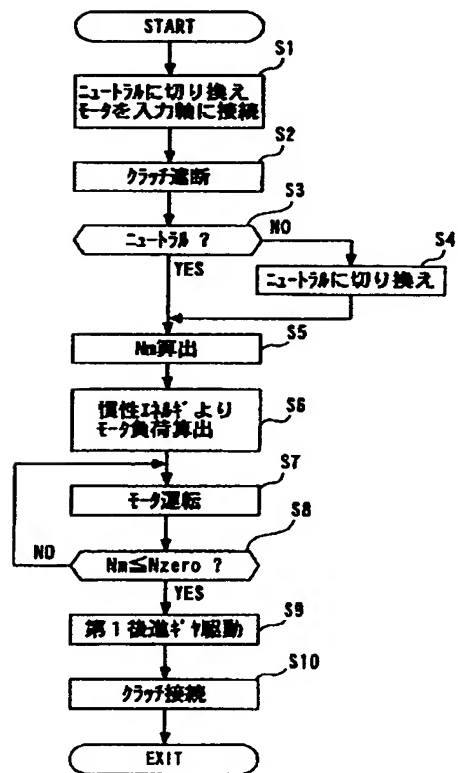 START
S1
ニュートラルに切り換え
モータを入力軸に接続
S2
クラッチ遮断
S3
ニュートラル ?
NO
YES
S4
ニュートラルに切り換え
S5
Nm算出
S6
慣性エネルギより
モータ負荷算出
S7
モータ運転
S8
NO
Nm≦Nzero ?
YES
S9
第1後進ギヤ駆動
S10
クラッチ接続
EXIT